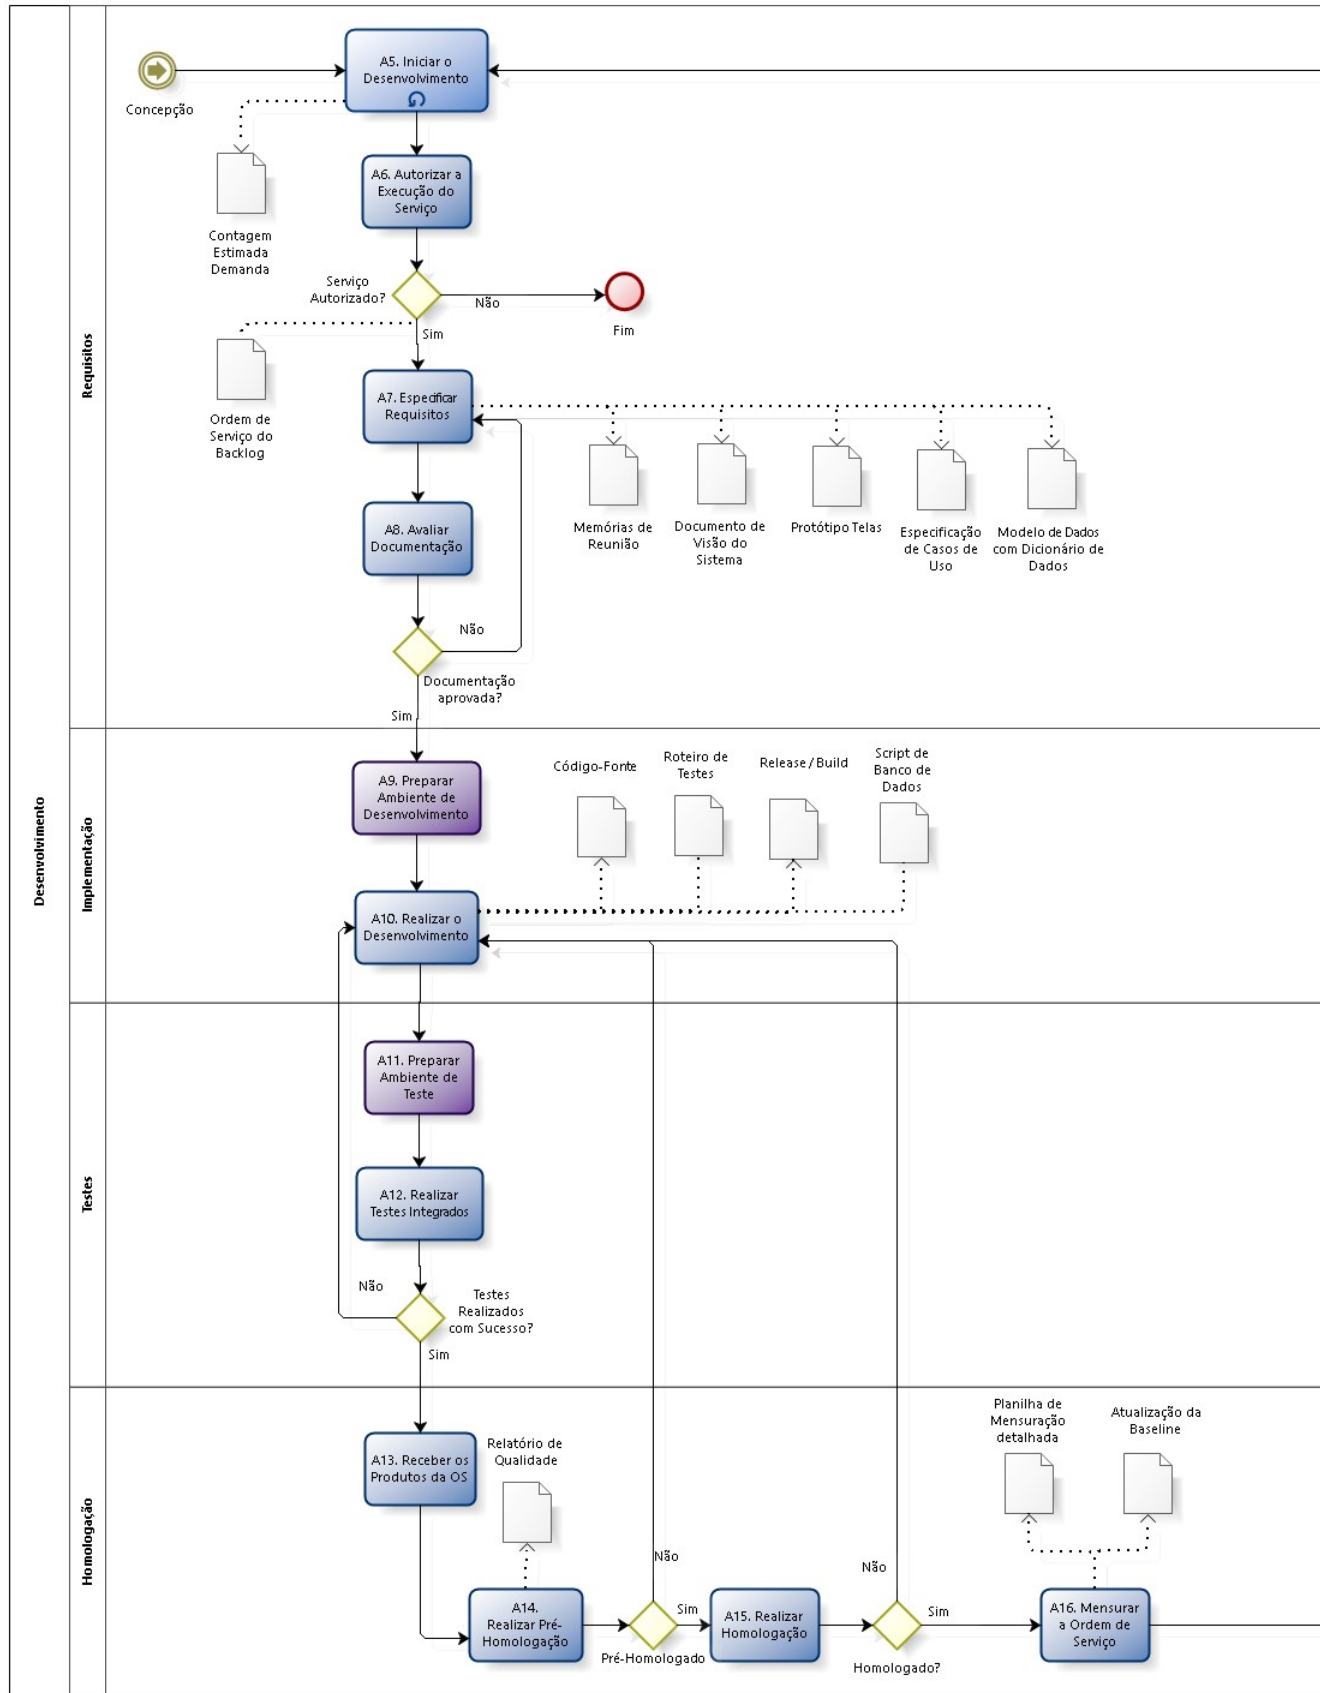 Desenvolvimento
Requisitos
A5. Iniciar o
Desenvolvimento
Concepção
Contagem
Estimada
Demanda
A6. Autorizar a
Execução do
Serviço
Serviço
Autorizado?
Não
Fim
Sim
Ordem de
Serviço do
Backlog
A7. Especificar
Requisitos
Memórias de
Reunião
Documento de
Visão do
Sistema
Protótipo Telas
Especificação
de Casos de
Uso
Modelo de Dados
com Dicionário de
Dados
A8. Avaliar
Documentação
Não
Documentação
aprovada?
Sim
Implementação
A9. Preparar
Ambiente de
Desenvolvimento
Código-Fonte
Roteiro de
Testes
Release/Build
Script de
Banco de
Dados
A10. Realizar o
Desenvolvimento
Testes
A11. Preparar
Ambiente de
Teste
A12. Realizar
Testes Integrados
Não
Testes
Realizados
com Sucesso?
Sim
Homologação
A13. Receber os
Produtos da OS
Relatório de
Qualidade
A14.
Realizar Pré-
Homologação
Não
Sim
Pré-Homologado
A15. Realizar
Homologação
Não
Sim
Homologado?
Planilha de
Mensuração
detalhada
Atualização da
Baseline
A16. Mensurar
a Ordem de
Serviço